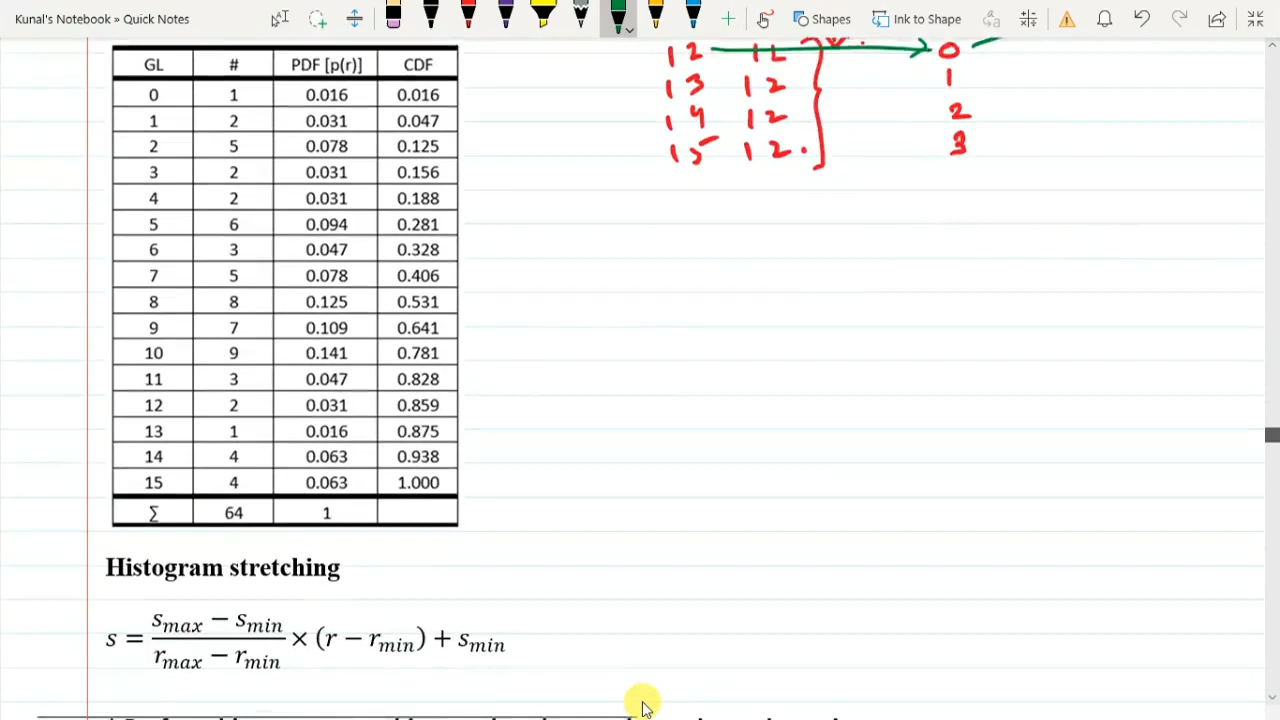 Kunal's Notebook » Quick Notes
Shapes
Ink to Shape
12 12 0
13 12 1
14 12 2
15 12. 3
GL # PDF [p(r)] CDF
0 1 0.016 0.016
1 2 0.031 0.047
2 5 0.078 0.125
3 2 0.031 0.156
4 2 0.031 0.188
5 6 0.094 0.281
6 3 0.047 0.328
7 5 0.078 0.406
8 8 0.125 0.531
9 7 0.109 0.641
10 9 0.141 0.781
11 3 0.047 0.828
12 2 0.031 0.859
13 1 0.016 0.875
14 4 0.063 0.938
15 4 0.063 1.000
∑ 64 1
Histogram stretching
s = (s_max − s_min)/(r_max − r_min) × (r − r_min) + s_min